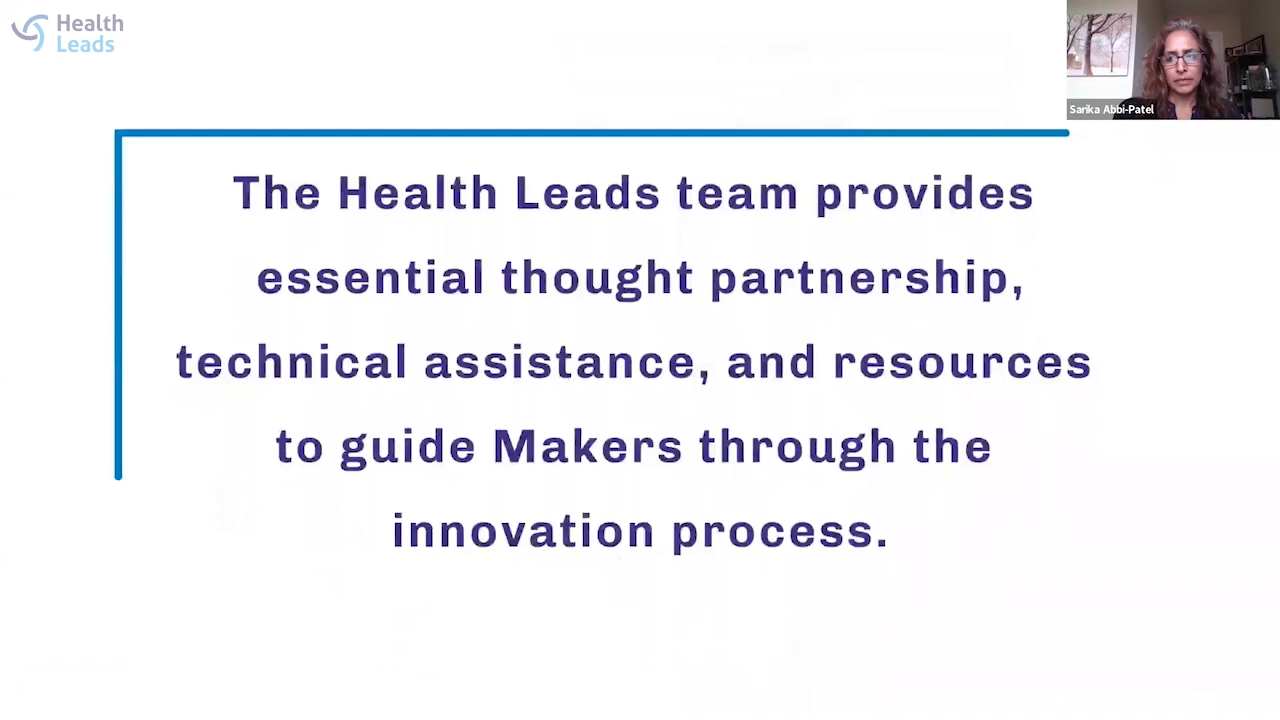 Health
Leads
Sarika Abbi-Patel
The Health Leads team provides
essential thought partnership,
technical assistance, and resources
to guide Makers through the
innovation process.